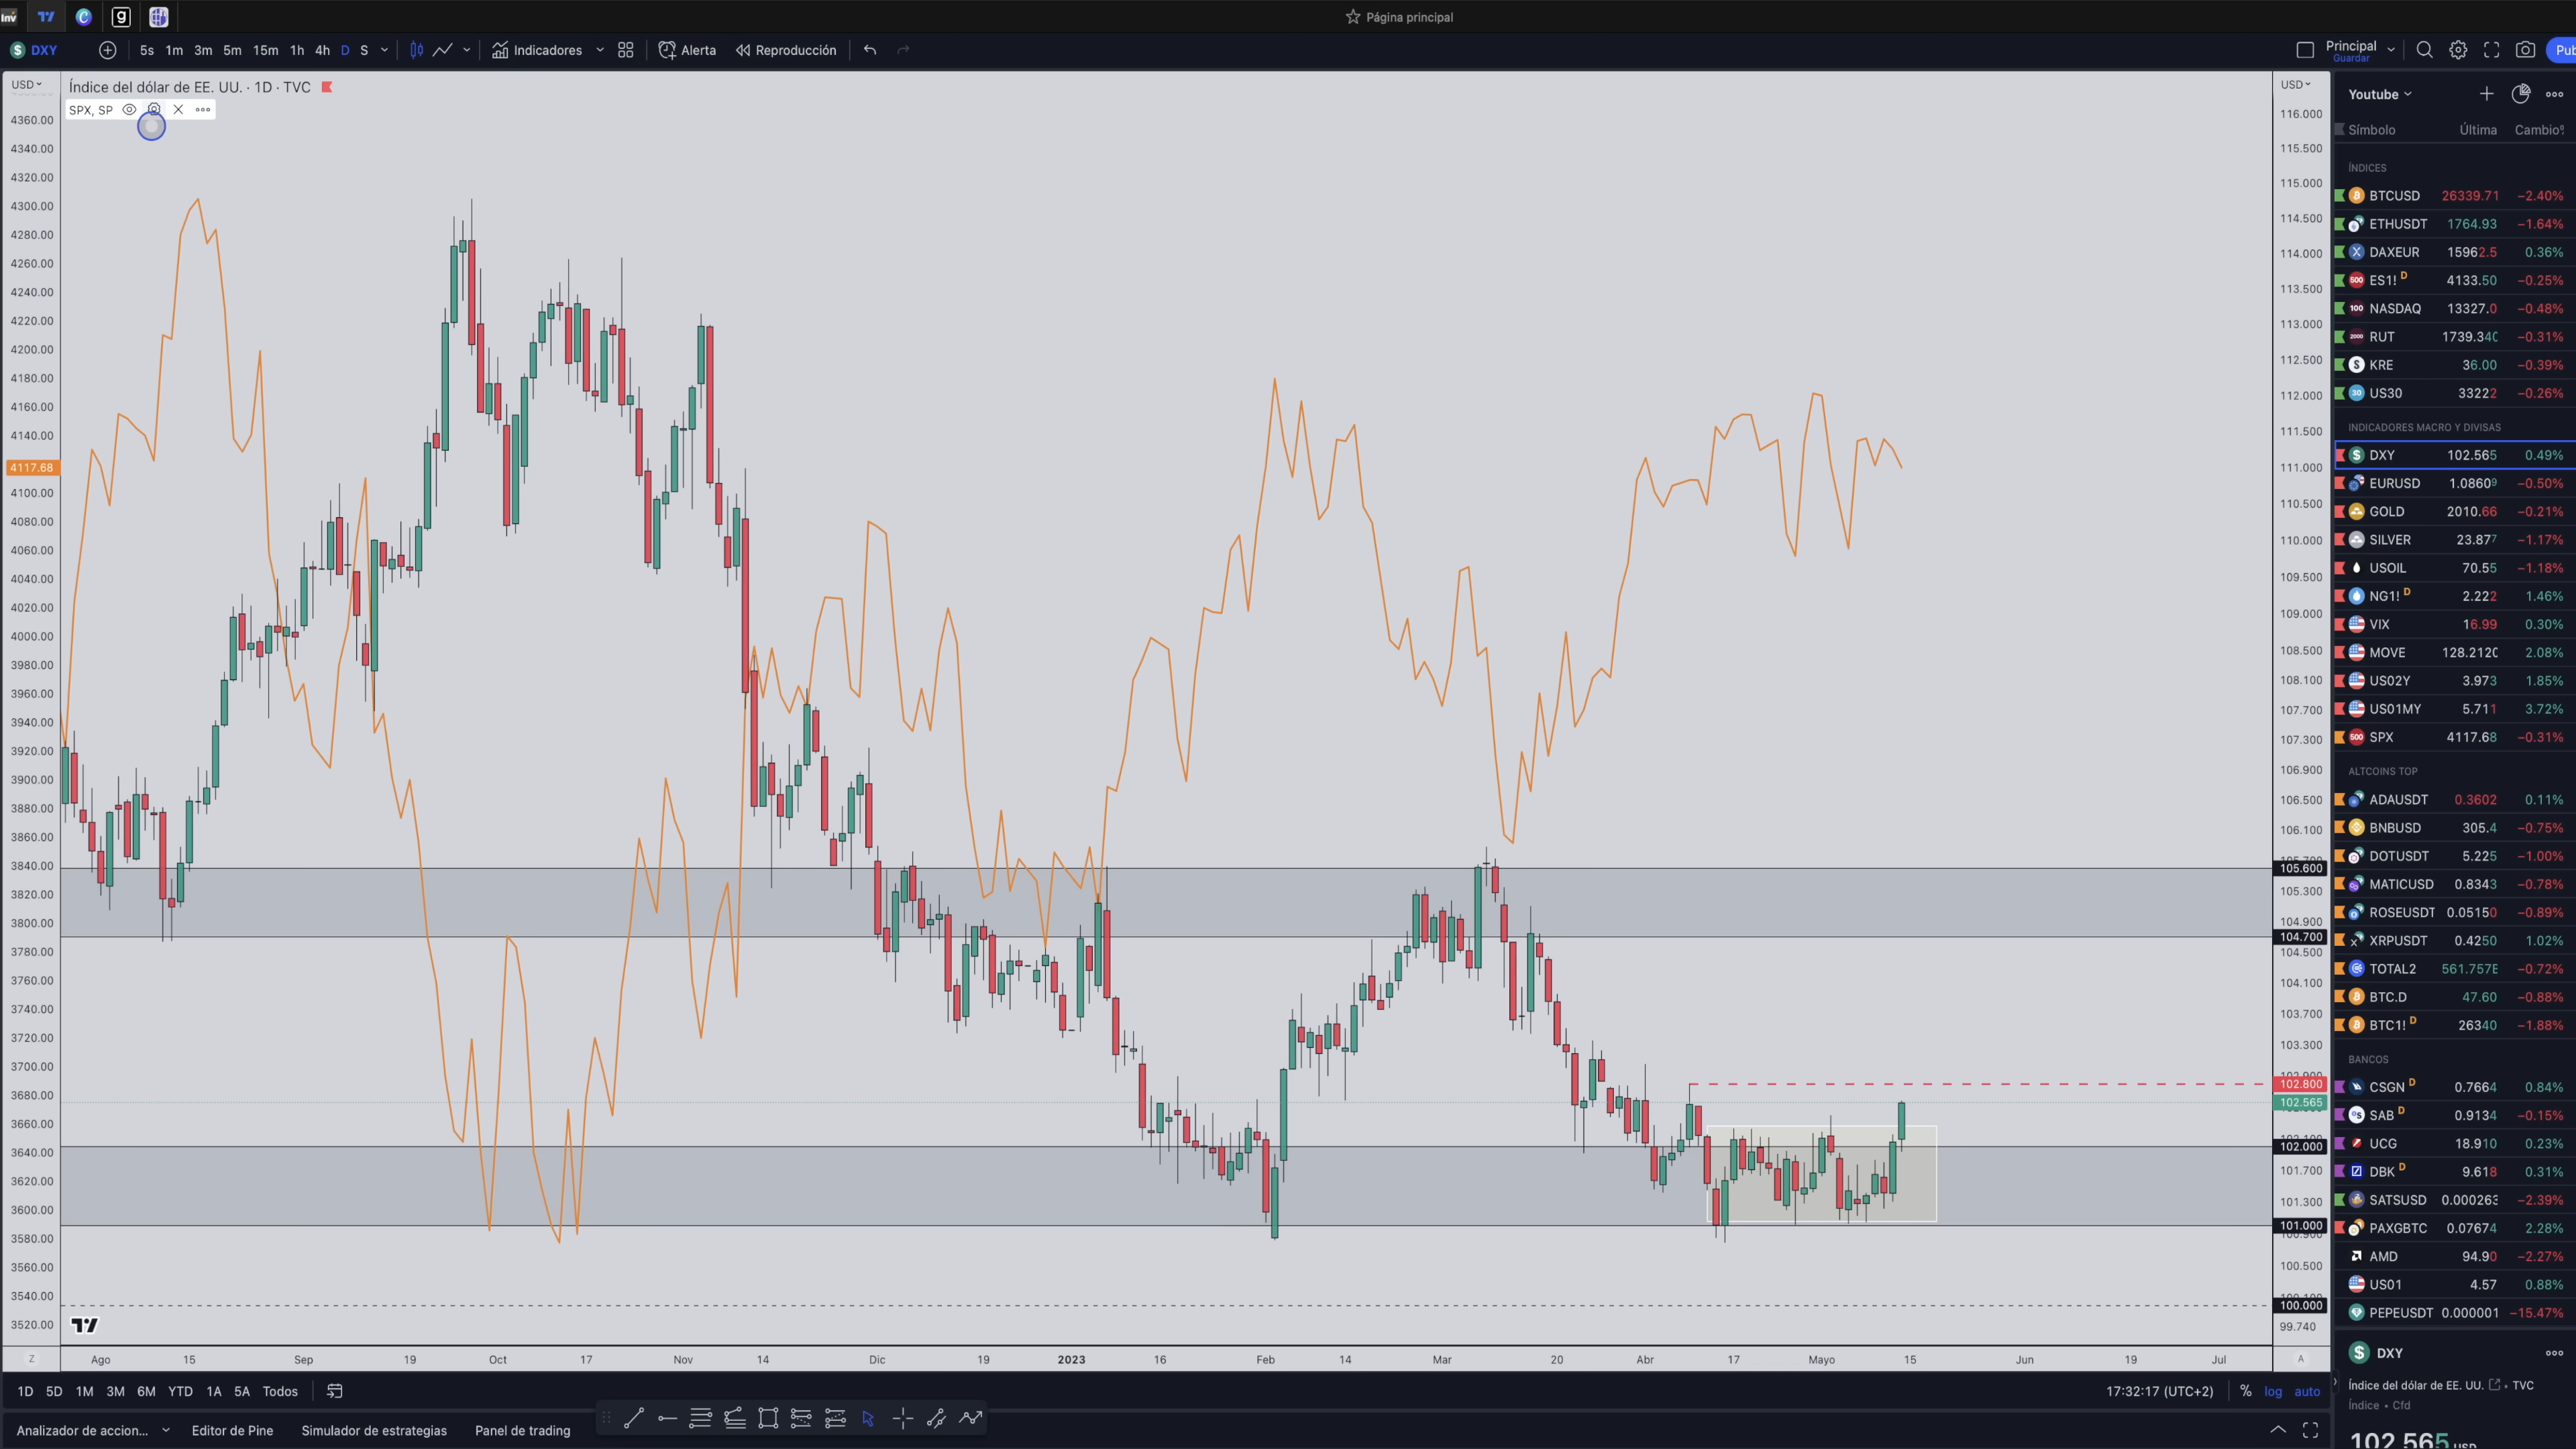 Inv
Página principal
DXY
5s 1m 3m 5m 15m 1h 4h D S
Indicadores
Alerta
Reproducción
Principal
Guardar
Pub
USD
Índice del dólar de EE. UU. · 1D · TVC
SPX, SP
4360.00
4340.00
4320.00
4300.00
4280.00
4260.00
4240.00
4220.00
4200.00
4180.00
4160.00
4140.00
4117.68
4100.00
4080.00
4060.00
4040.00
4020.00
4000.00
3980.00
3960.00
3940.00
3920.00
3900.00
3880.00
3860.00
3840.00
3820.00
3800.00
3780.00
3760.00
3740.00
3720.00
3700.00
3680.00
3660.00
3640.00
3620.00
3600.00
3580.00
3560.00
3540.00
3520.00
USD
116.000
115.500
115.000
114.500
114.000
113.500
113.000
112.500
112.000
111.500
111.000
110.500
110.000
109.500
109.000
108.500
108.100
107.700
107.300
106.900
106.500
106.100
105.600
105.300
104.900
104.700
104.500
104.100
103.700
103.300
102.800
102.565
102.000
101.700
101.300
101.000
100.500
100.000
99.740
Z Ago 15 Sep 19 Oct 17 Nov 14 Dic 19 2023 16 Feb 14 Mar 20 Abr 17 Mayo 15 Jun 19 Jul A
1D 5D 1M 3M 6M YTD 1A 5A Todos
17:32:17 (UTC+2) % log auto
Analizador de accion... Editor de Pine Simulador de estrategias Panel de trading
Youtube
Símbolo Última Cambio%
ÍNDICES
BTCUSD 26339.71 −2.40%
ETHUSDT 1764.93 −1.64%
DAXEUR 15962.5 0.36%
ES1! D 4133.50 −0.25%
NASDAQ 13327.0 −0.48%
RUT 1739.340 −0.31%
KRE 36.00 −0.39%
US30 33222 −0.26%
INDICADORES MACRO Y DIVISAS
DXY 102.565 0.49%
EURUSD 1.08609 −0.50%
GOLD 2010.66 −0.21%
SILVER 23.877 −1.17%
USOIL 70.55 −1.18%
NG1! D 2.222 1.46%
VIX 16.99 0.30%
MOVE 128.2120 2.08%
US02Y 3.973 1.85%
US01MY 5.711 3.72%
SPX 4117.68 −0.31%
ALTCOINS TOP
ADAUSDT 0.3602 0.11%
BNBUSD 305.4 −0.75%
DOTUSDT 5.225 −1.00%
MATICUSD 0.8343 −0.78%
ROSEUSDT 0.05150 −0.89%
XRPUSDT 0.4250 1.02%
TOTAL2 561.757B −0.72%
BTC.D 47.60 −0.88%
BTC1! D 26340 −1.88%
BANCOS
CSGN D 0.7664 0.84%
SAB D 0.9134 −0.15%
UCG 18.910 0.23%
DBK D 9.618 0.31%
SATSUSD 0.000263 −2.39%
PAXGBTC 0.07674 2.28%
AMD 94.90 −2.27%
US01 4.57 0.88%
PEPEUSDT 0.000001 −15.47%
DXY
Índice del dólar de EE. UU. • TVC
Índice • Cfd
102.565 USD